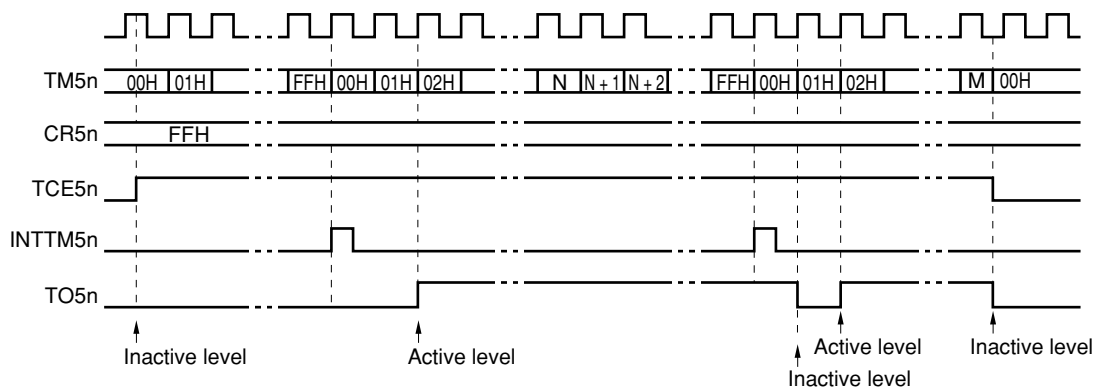 TM5n 00H 01H FFH 00H 01H 02H N N + 1 N + 2 FFH 00H 01H 02H M 00H
CR5n FFH
TCE5n
INTTM5n
TO5n
Inactive level Active level Active level Inactive level
Inactive level